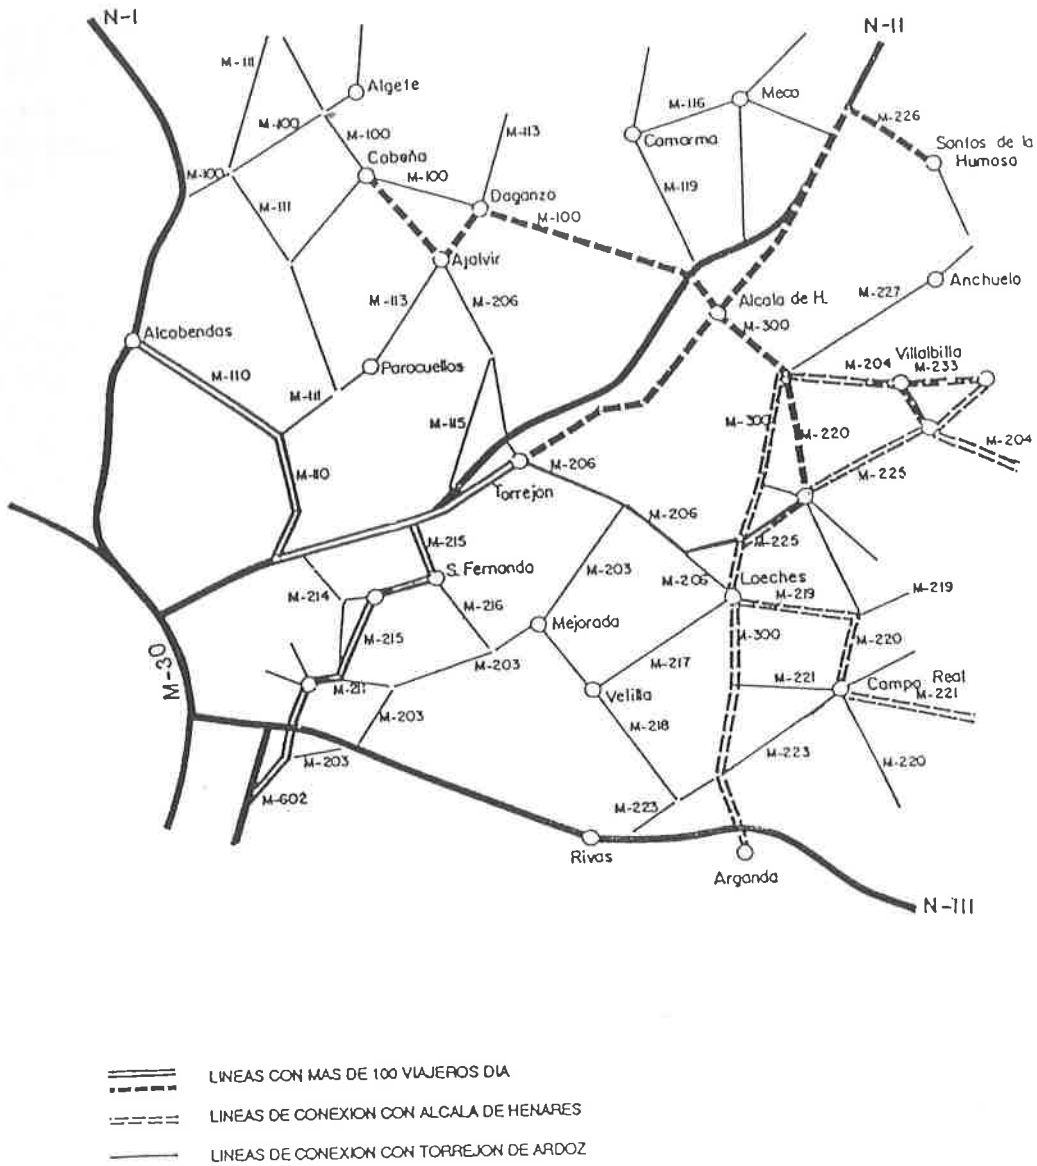 N-I
N-II
M-111
Algete
Meco
M-116
M-226
M-100
M-100
M-113
Camarma
Santos de la
Humosa
Cobeña
M-100
M-100
M-119
Daganzo
M-111
M-100
Ajalvir
M-113
M-206
M-227
Anchuelo
Alcala de H.
M-300
Alcobendas
M-110
Paracuellos
M-204
Villalbilla
M-233
M-111
M-115
M-300
M-220
M-204
M-110
M-206
M-225
Torrejon
M-206
M-215
M-225
S. Fernando
M-203
M-206
Loeches
M-214
M-216
M-219
M-219
Mejorada
M-215
M-300
M-220
M-30
M-203
M-217
M-211
M-221
Campo Real
M-221
Velilla
M-203
M-218
M-203
M-223
M-220
M-602
M-223
Rivas
Arganda
N-III
LINEAS CON MAS DE 100 VIAJEROS DIA
LINEAS DE CONEXION CON ALCALA DE HENARES
LINEAS DE CONEXION CON TORREJON DE ARDOZ